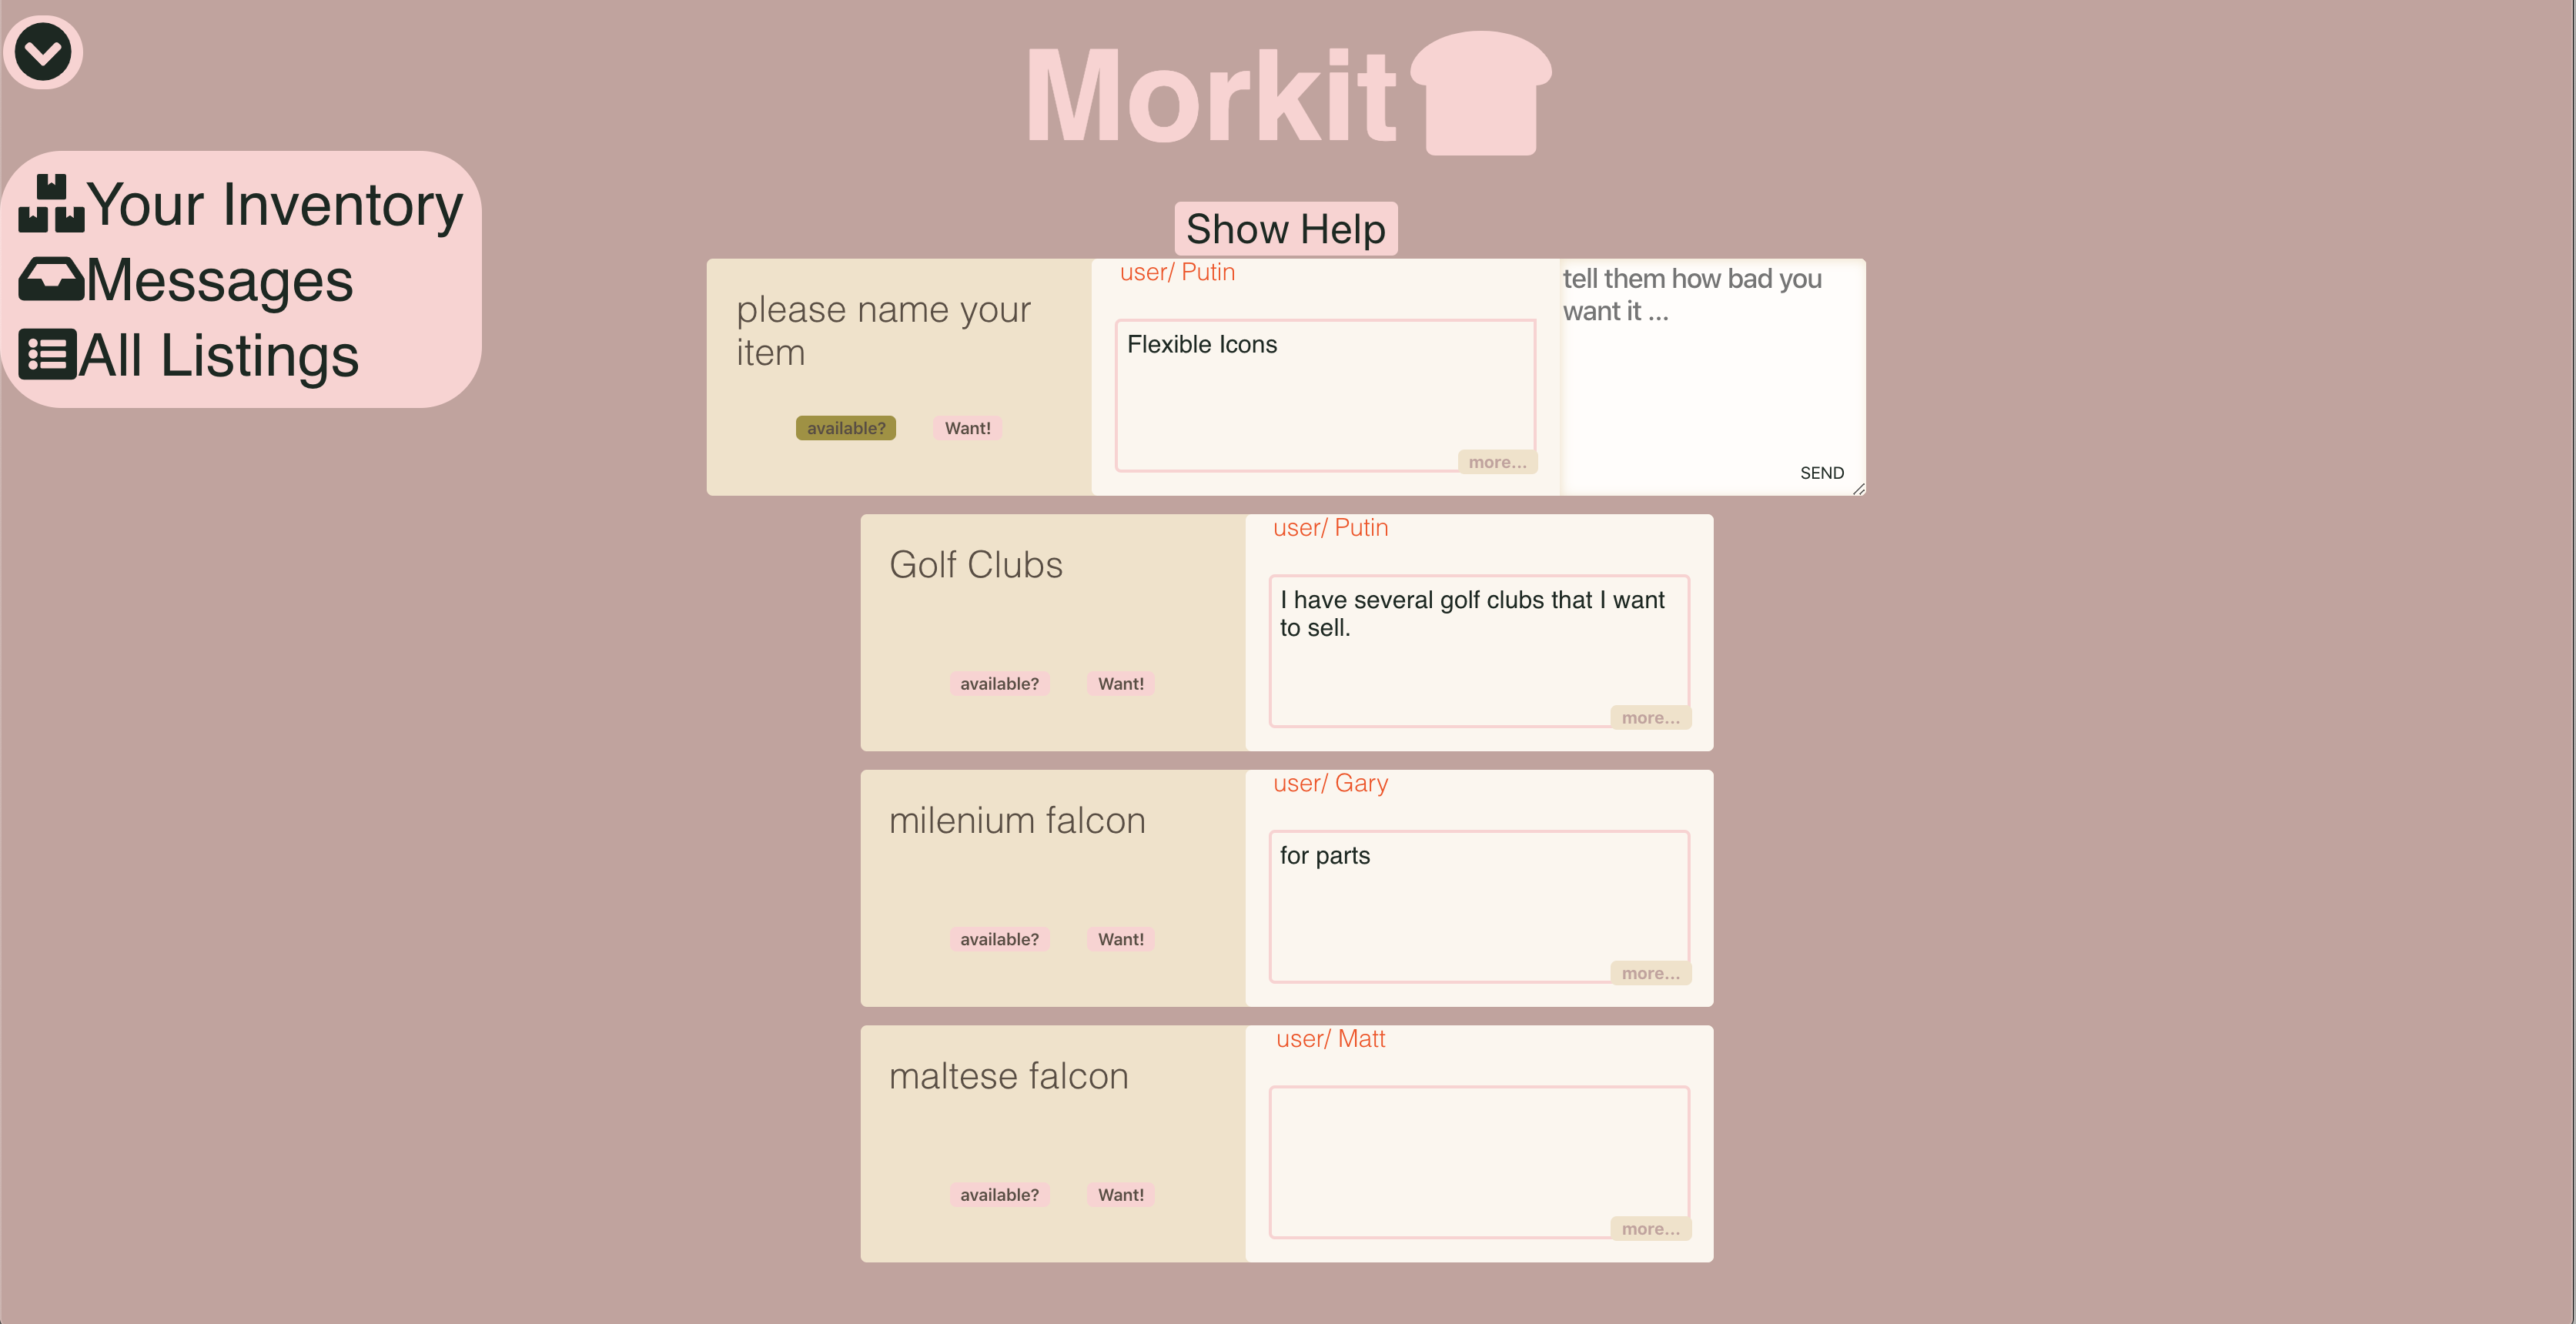 Morkit
Your Inventory
Messages
All Listings
Show Help
please name your
item
available? Want!
user/ Putin
Flexible Icons
more...
tell them how bad you
want it ...
SEND
Golf Clubs
available? Want!
user/ Putin
I have several golf clubs that I want
to sell.
more...
milenium falcon
available? Want!
user/ Gary
for parts
more...
maltese falcon
available? Want!
user/ Matt
more...